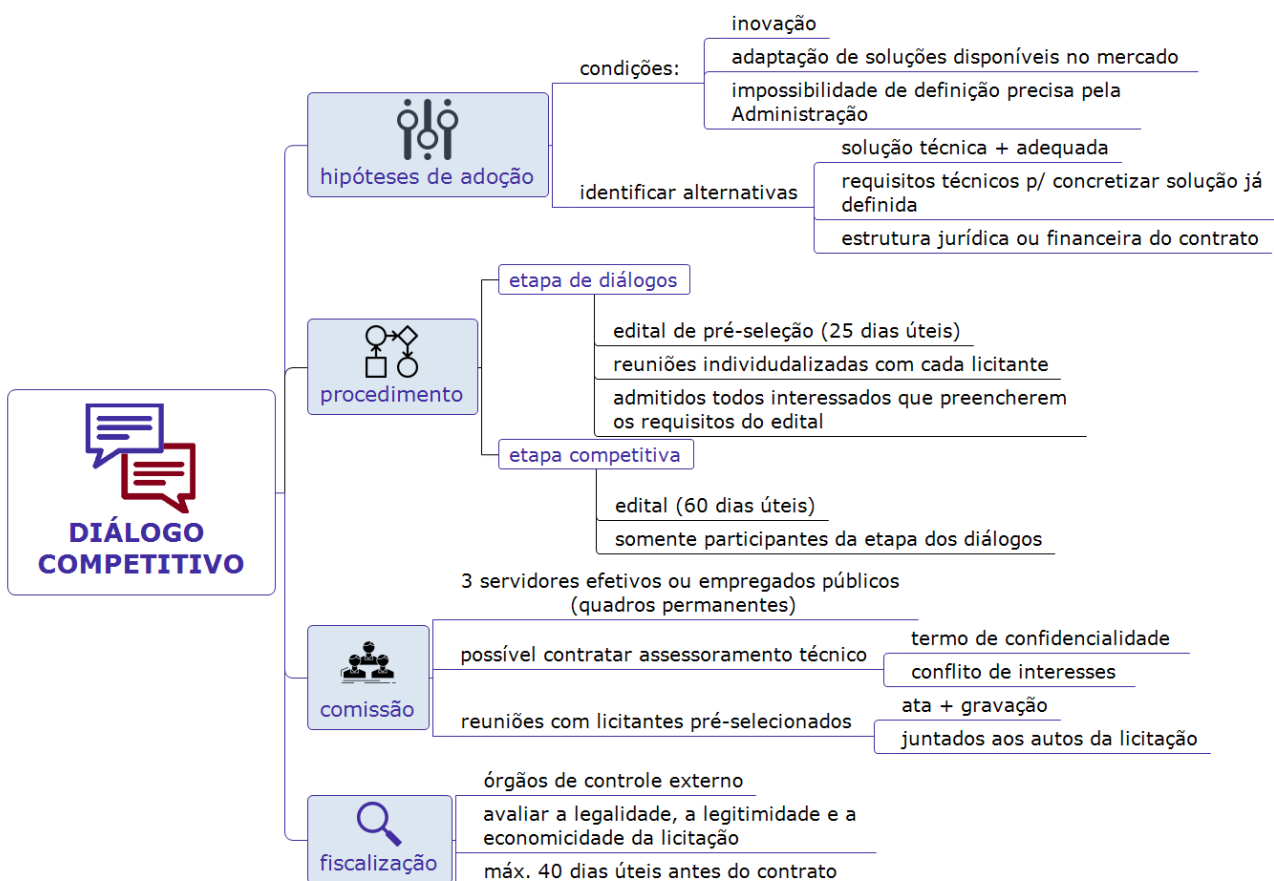 DIÁLOGO
COMPETITIVO
hipóteses de adoção
condições:
inovação
adaptação de soluções disponíveis no mercado
impossibilidade de definição precisa pela
Administração
identificar alternativas
solução técnica + adequada
requisitos técnicos p/ concretizar solução já
definida
estrutura jurídica ou financeira do contrato
procedimento
etapa de diálogos
edital de pré-seleção (25 dias úteis)
reuniões individudalizadas com cada licitante
admitidos todos interessados que preencherem
os requisitos do edital
etapa competitiva
edital (60 dias úteis)
somente participantes da etapa dos diálogos
comissão
3 servidores efetivos ou empregados públicos
(quadros permanentes)
possível contratar assessoramento técnico
termo de confidencialidade
conflito de interesses
reuniões com licitantes pré-selecionados
ata + gravação
juntados aos autos da licitação
fiscalização
órgãos de controle externo
avaliar a legalidade, a legitimidade e a
economicidade da licitação
máx. 40 dias úteis antes do contrato